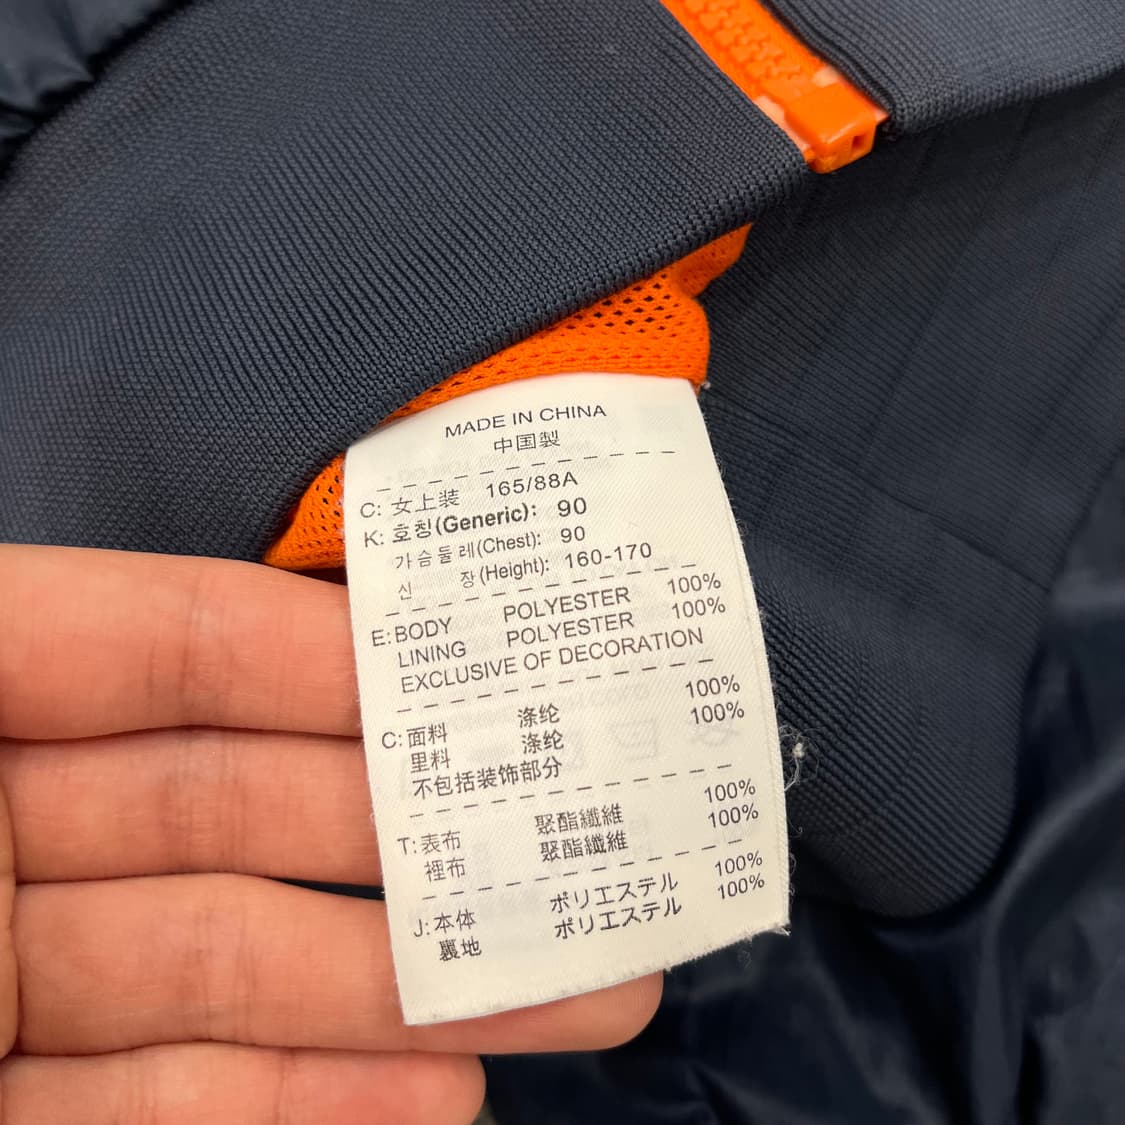 MADE IN CHINA
中国製
C: 女上装 165/88A
K: 호칭(Generic): 90
가슴둘레(Chest): 90
신 장(Height): 160-170
E: BODY POLYESTER 100%
LINING POLYESTER 100%
EXCLUSIVE OF DECORATION
C: 面料 涤纶 100%
里料 涤纶 100%
不包括装饰部分
T: 表布 聚酯纖維 100%
裡布 聚酯纖維 100%
J: 本体 ポリエステル 100%
裏地 ポリエステル 100%